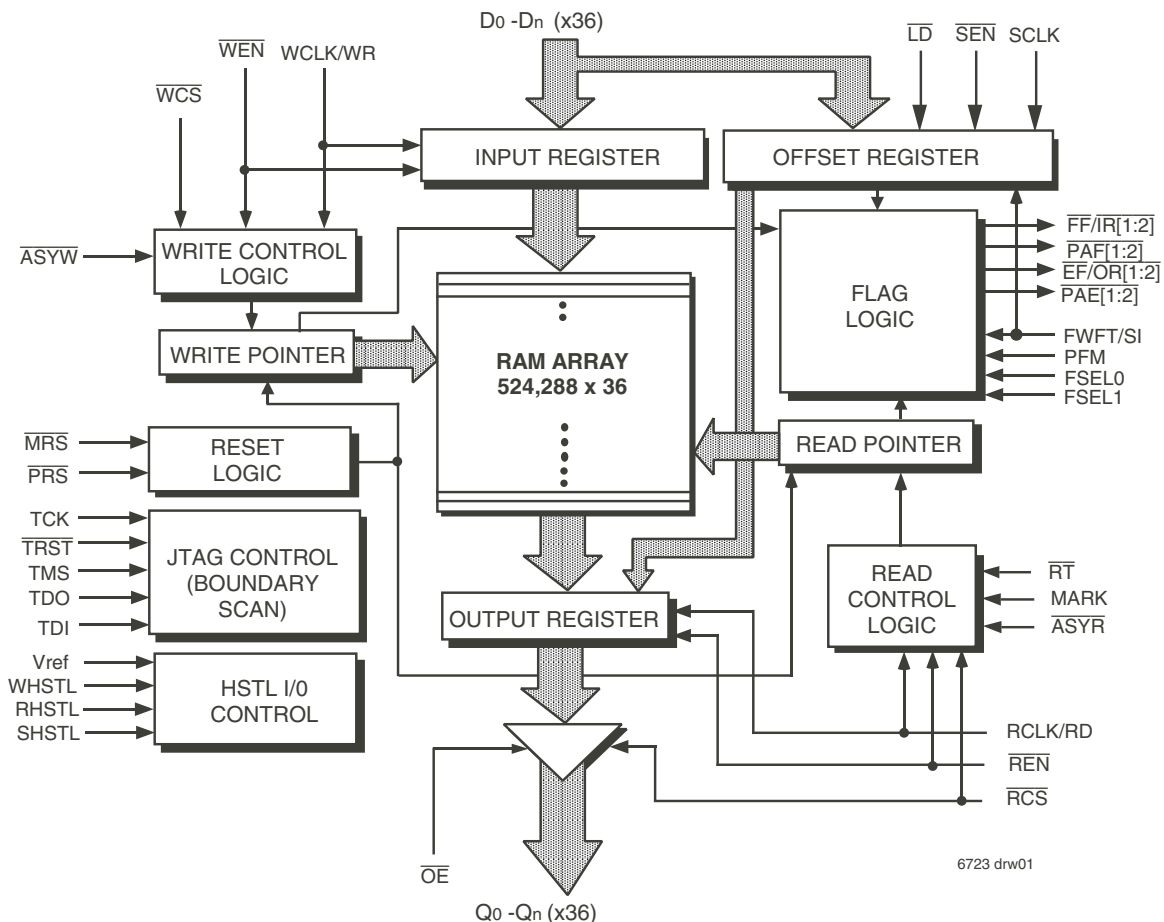 D0 -Dn (x36)
WEN
WCLK/WR
LD
SEN
SCLK
WCS
INPUT REGISTER
OFFSET REGISTER
ASYW
WRITE CONTROL
LOGIC
FF/IR[1:2]
PAF[1:2]
EF/OR[1:2]
PAE[1:2]
FLAG
LOGIC
WRITE POINTER
RAM ARRAY
524,288 x 36
FWFT/SI
PFM
FSEL0
FSEL1
MRS
PRS
RESET
LOGIC
READ POINTER
TCK
TRST
TMS
TDO
TDI
JTAG CONTROL
(BOUNDARY
SCAN)
READ
CONTROL
LOGIC
RT
MARK
ASYR
OUTPUT REGISTER
Vref
WHSTL
RHSTL
SHSTL
HSTL I/0
CONTROL
RCLK/RD
REN
RCS
OE
6723 drw01
Q0 -Qn (x36)